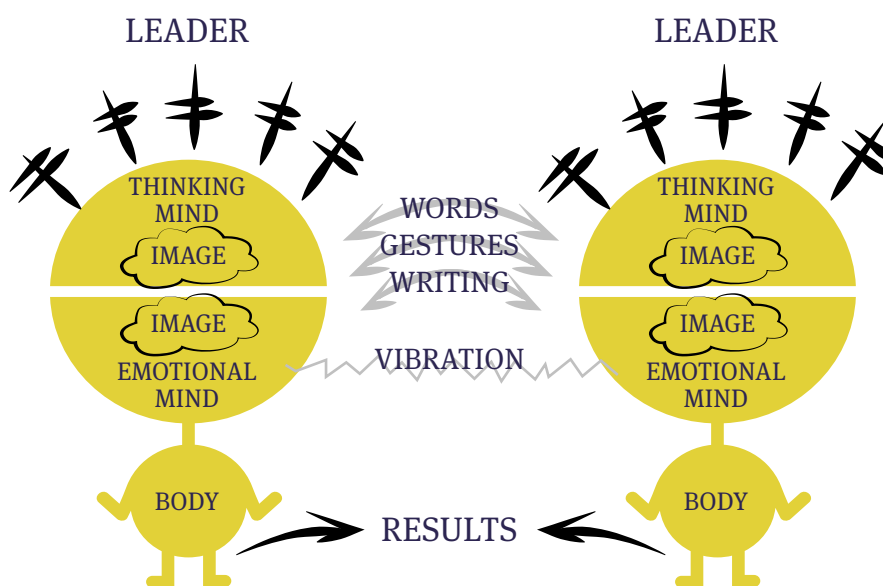 LEADER
LEADER
THINKING
MIND
IMAGE
IMAGE
EMOTIONAL
MIND
BODY
WORDS
GESTURES
WRITING
VIBRATION
RESULTS
THINKING
MIND
IMAGE
IMAGE
EMOTIONAL
MIND
BODY